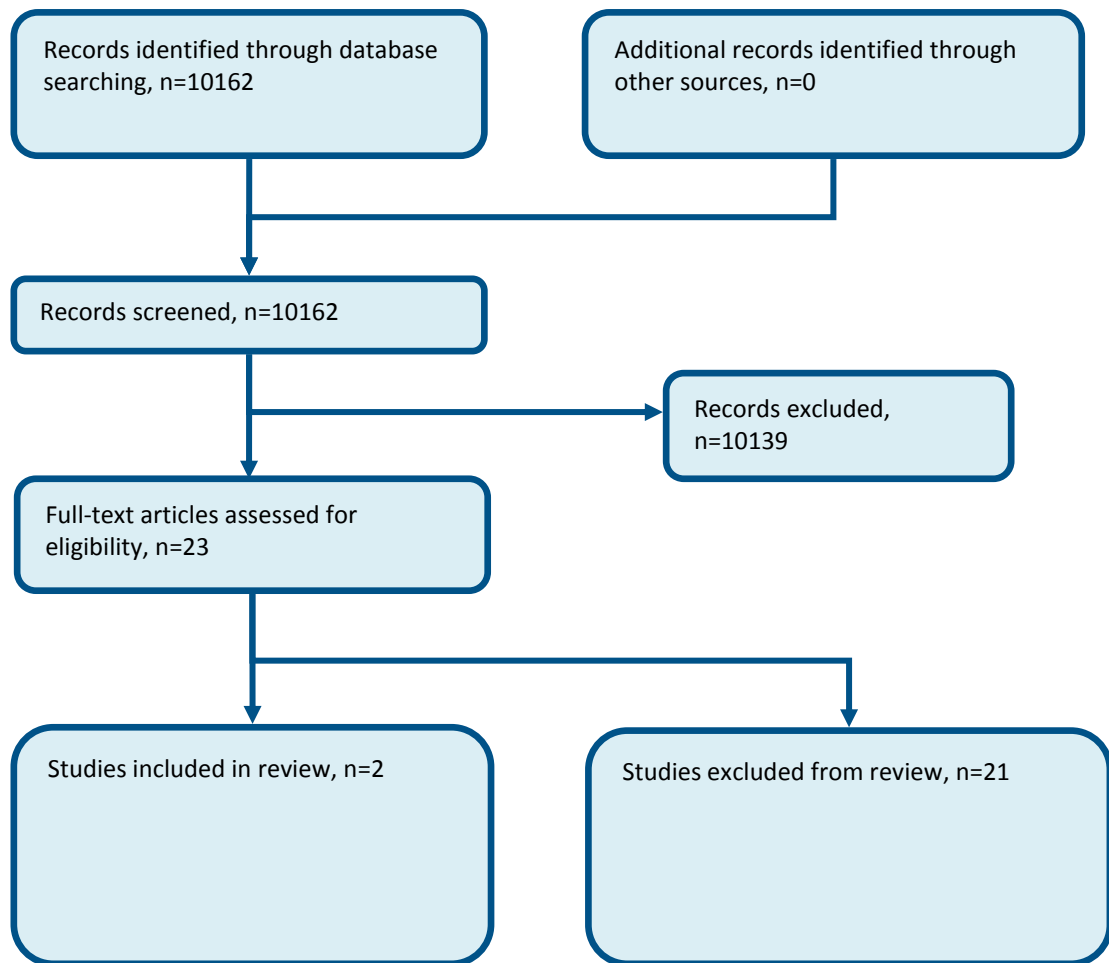 Records identified through database
searching, n=10162
Additional records identified through
other sources, n=0
Records screened, n=10162
Records excluded,
n=10139
Full-text articles assessed for
eligibility, n=23
Studies included in review, n=2
Studies excluded from review, n=21